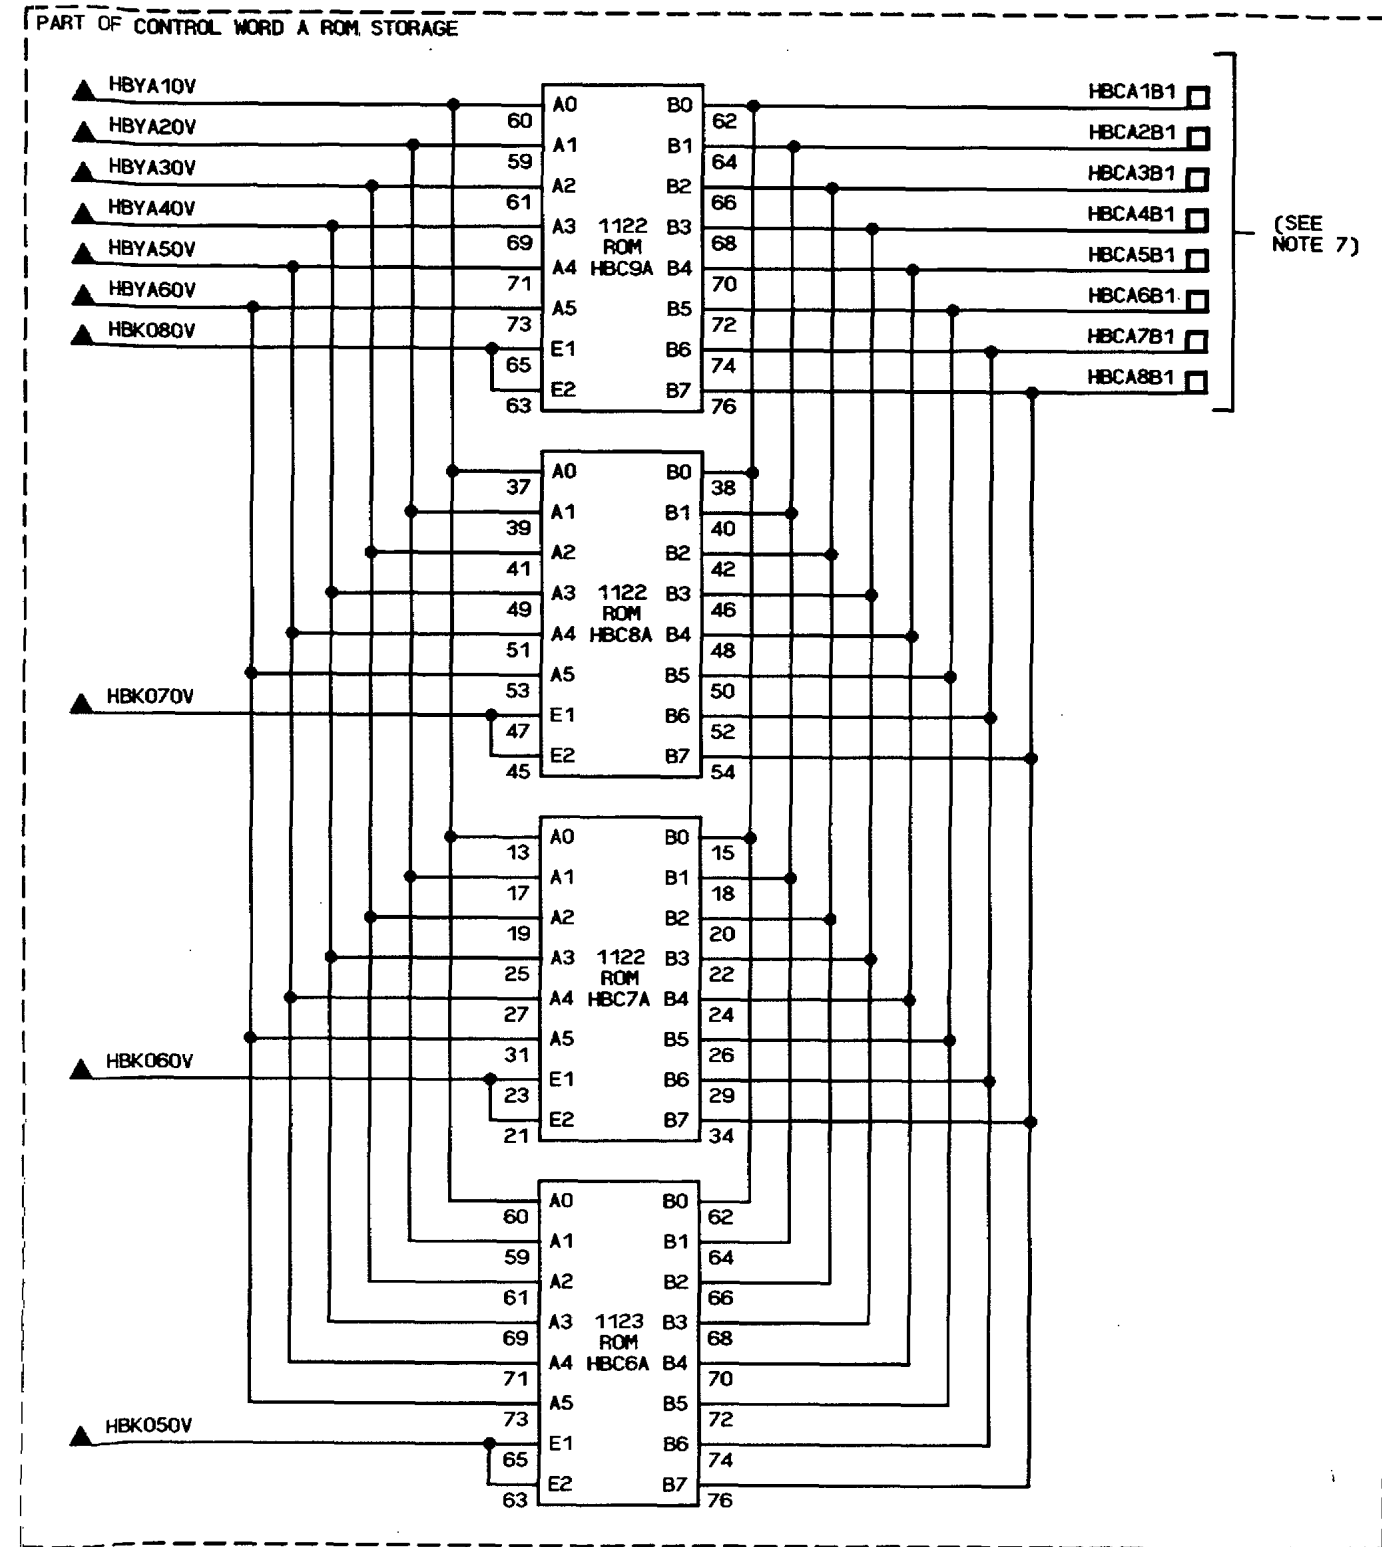 PART OF CONTROL WORD A ROM STORAGE
HBYA10V
HBYA20V
HBYA30V
HBYA40V
HBYA50V
HBYA60V
HBK080V
A0 B0
60 62
A1 B1
59 64
A2 B2
61 66
A3 1122 B3
69 ROM 68
A4 HBC9A B4
71 70
A5 B5
73 72
E1 B6
65 74
E2 B7
63 76
HBCA1B1
HBCA2B1
HBCA3B1
HBCA4B1
HBCA5B1
HBCA6B1
HBCA7B1
HBCA8B1
(SEE
NOTE 7)
HBK070V
A0 B0
37 38
A1 B1
39 40
A2 B2
41 42
A3 1122 B3
49 ROM 46
A4 HBC8A B4
51 48
A5 B5
53 50
E1 B6
47 52
E2 B7
45 54
HBK060V
A0 B0
13 15
A1 B1
17 18
A2 B2
19 20
A3 1122 B3
25 ROM 22
A4 HBC7A B4
27 24
A5 B5
31 26
E1 B6
23 29
E2 B7
21 34
HBK050V
A0 B0
60 62
A1 B1
59 64
A2 B2
61 66
A3 1123 B3
69 ROM 68
A4 HBC6A B4
71 70
A5 B5
73 72
E1 B6
65 74
E2 B7
63 76